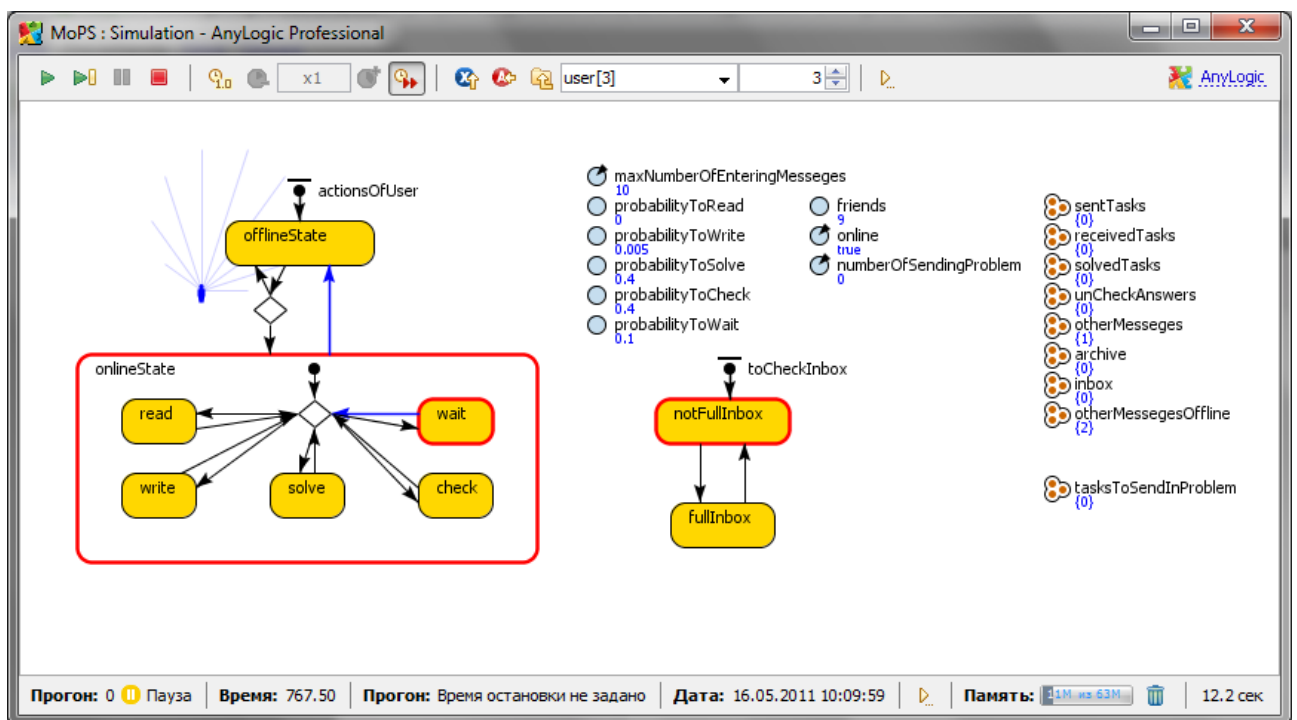 MoPS : Simulation - AnyLogic Professional
1.0 x1 user[3] 3 AnyLogic
actionsOfUser
offlineState
onlineState
read
wait
write
solve
check
maxNumberOfEnteringMesseges
10
probabilityToRead
0
probabilityToWrite
0.005
probabilityToSolve
0.4
probabilityToCheck
0.4
probabilityToWait
0.1
friends
9
online
true
numberOfSendingProblem
0
toCheckInbox
notFullInbox
fullInbox
sentTasks
{0}
receivedTasks
{0}
solvedTasks
{0}
unCheckAnswers
{0}
otherMesseges
{1}
archive
{0}
inbox
{0}
otherMessegesOffline
{2}
tasksToSendInProblem
{0}
Прогон: 0 Пауза Время: 767.50 Прогон: Время остановки не задано Дата: 16.05.2011 10:09:59 Память: из 63M 12.2 сек